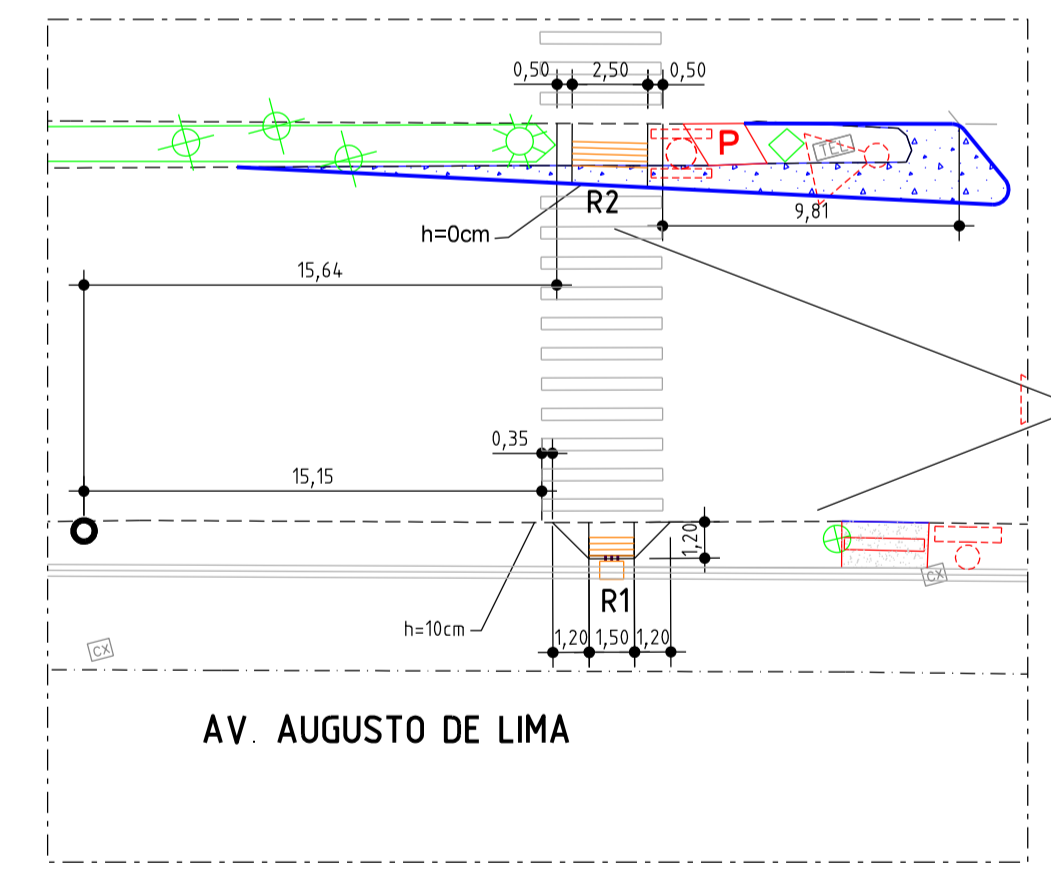 0,50 2,50 0,50
P
TEL
R2
9,81
h=0cm
15,64
0,35
15,15
1,20
CX
R1
h=10cm
1,20 1,50 1,20
CX
AV. AUGUSTO DE LIMA